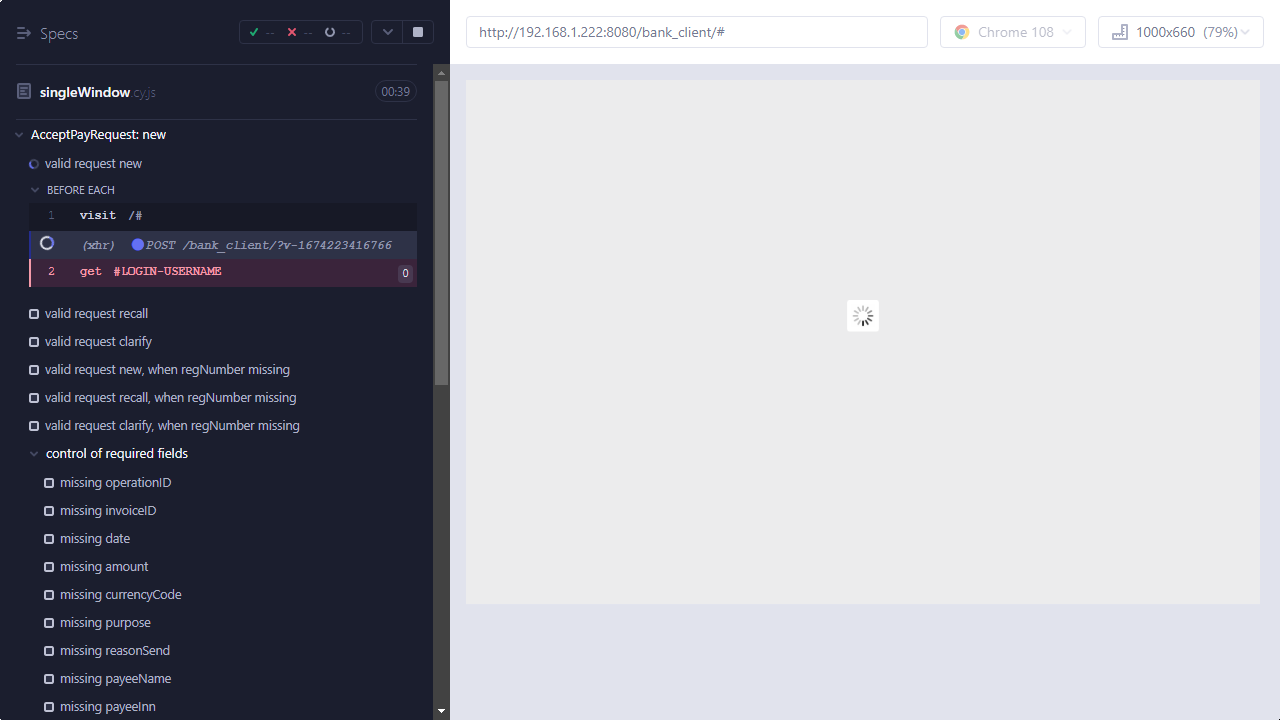 Specs
-- -- --
http://192.168.1.222:8080/bank_client/#
Chrome 108
1000x660 (79%)
singleWindow.cy.js
00:39
AcceptPayRequest: new
valid request new
BEFORE EACH
1 visit /#
(xhr) POST /bank_client/?v-1674223416766
2 get #LOGIN-USERNAME 0
valid request recall
valid request clarify
valid request new, when regNumber missing
valid request recall, when regNumber missing
valid request clarify, when regNumber missing
control of required fields
missing operationID
missing invoiceID
missing date
missing amount
missing currencyCode
missing purpose
missing reasonSend
missing payeeName
missing payeeInn